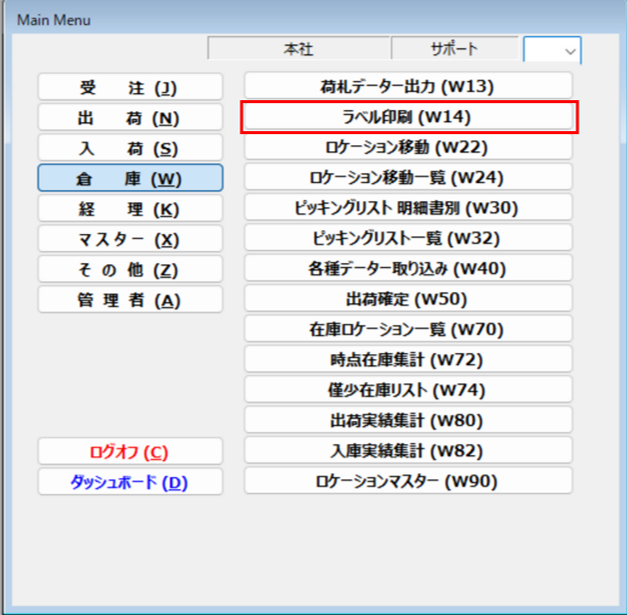 Main Menu
本社 サポート
受 注 (J)
出 荷 (N)
入 荷 (S)
倉 庫 (W)
経 理 (K)
マスター (X)
そ の 他 (Z)
管 理 者 (A)
ログオフ (C)
ダッシュボード (D)
荷札データー出力 (W13)
ラベル印刷 (W14)
ロケーション移動 (W22)
ロケーション移動一覧 (W24)
ピッキングリスト 明細書別 (W30)
ピッキングリスト一覧 (W32)
各種データー取り込み (W40)
出荷確定 (W50)
在庫ロケーション一覧 (W70)
時点在庫集計 (W72)
僅少在庫リスト (W74)
出荷実績集計 (W80)
入庫実績集計 (W82)
ロケーションマスター (W90)